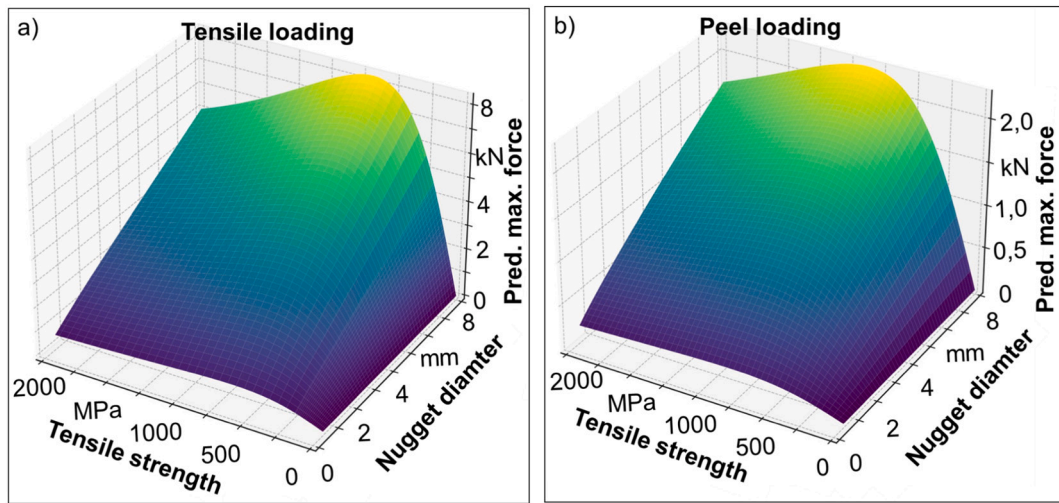 a)
Tensile loading
8
kN
4
2
0
Pred. max. force
8
mm
4
2
0
Nugget diamter
2000
MPa
1000
500
0
Tensile strength
b)
Peel loading
2,0
kN
1,0
0,5
0
Pred. max. force
8
mm
4
2
0
Nugget diamter
2000
MPa
1000
500
0
Tensile strength